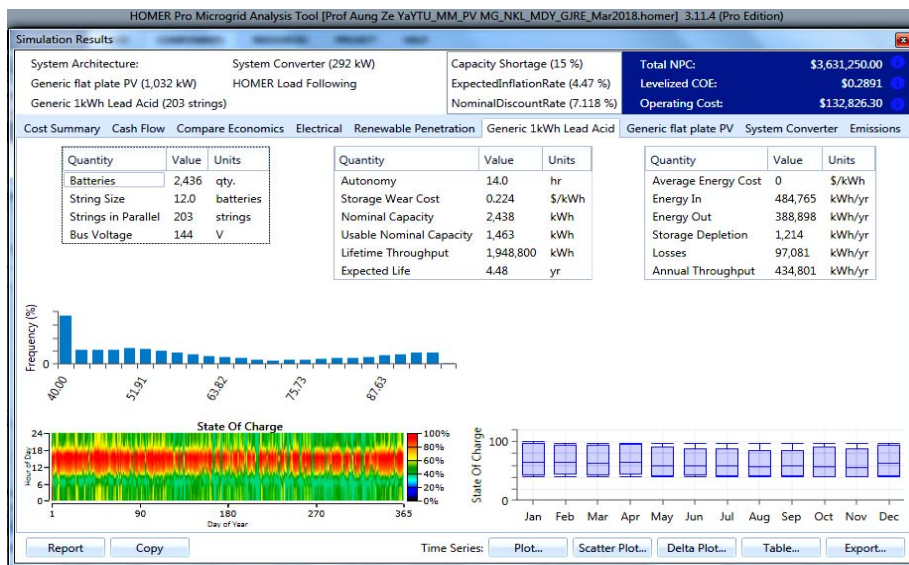 HOMER Pro Microgrid Analysis Tool [Prof Aung Ze YaYTU_MM_PV MG_NKL_MDY_GJRE_Mar2018.homer] 3.11.4 (Pro Edition)
Simulation Results
System Architecture: System Converter (292 kW)
Generic flat plate PV (1,032 kW) HOMER Load Following
Generic 1kWh Lead Acid (203 strings)
Capacity Shortage (15 %)
ExpectedInflationRate (4.47 %)
NominalDiscountRate (7.118 %)
Total NPC: $3,631,250.00
Levelized COE: $0.2891
Operating Cost: $132,826.30
Cost Summary Cash Flow Compare Economics Electrical Renewable Penetration Generic 1kWh Lead Acid Generic flat plate PV System Converter Emissions
Quantity Value Units
Batteries 2,436 qty.
String Size 12.0 batteries
Strings in Parallel 203 strings
Bus Voltage 144 V
Quantity Value Units
Autonomy 14.0 hr
Storage Wear Cost 0.224 $/kWh
Nominal Capacity 2,438 kWh
Usable Nominal Capacity 1,463 kWh
Lifetime Throughput 1,948,800 kWh
Expected Life 4.48 yr
Quantity Value Units
Average Energy Cost 0 $/kWh
Energy In 484,765 kWh/yr
Energy Out 388,898 kWh/yr
Storage Depletion 1,214 kWh/yr
Losses 97,081 kWh/yr
Annual Throughput 434,801 kWh/yr
Frequency (%)
0
40.00 51.91 63.82 75.73 87.63
State Of Charge
Hour of Day
24
18
12
6
0
1 90 180 270 365
Day of Year
100%
80%
60%
40%
20%
0%
State Of Charge
100
0
Jan Feb Mar Apr May Jun Jul Aug Sep Oct Nov Dec
Report Copy Time Series: Plot... Scatter Plot... Delta Plot... Table... Export...